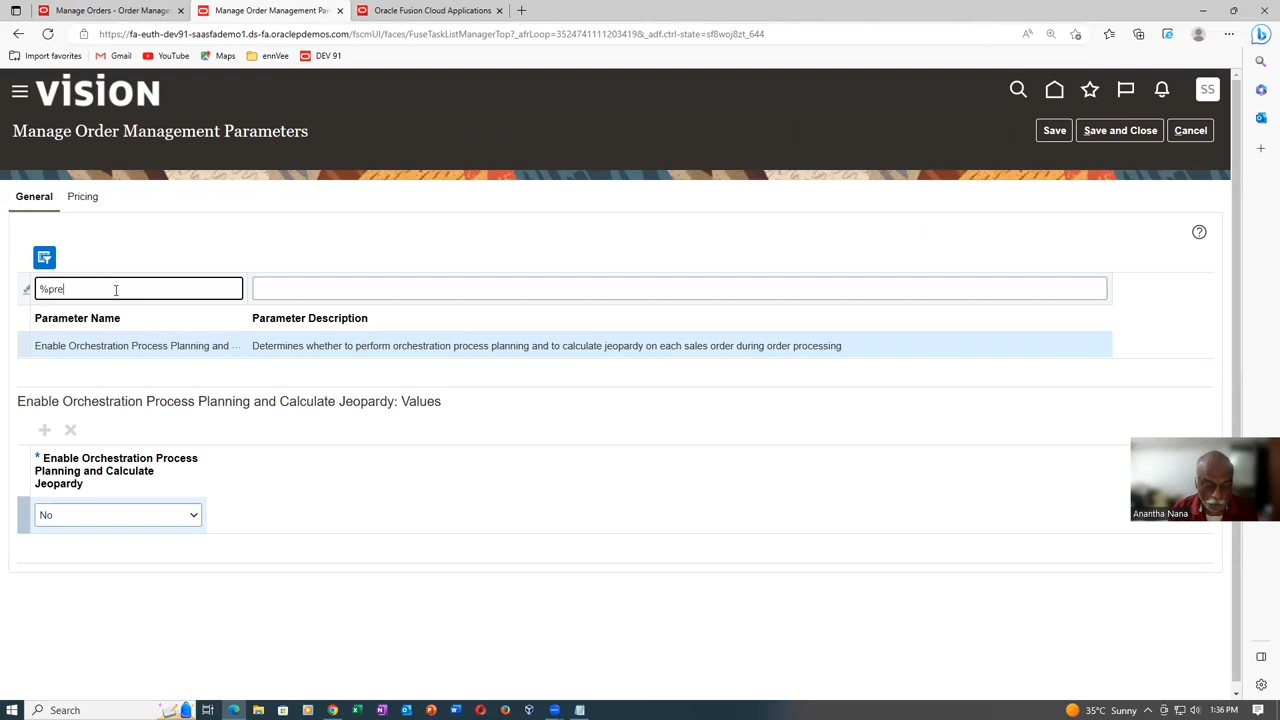 Manage Orders - Order Manage
Manage Order Management Par
Oracle Fusion Cloud Applications
https://fa-euth-dev91-saasfademo1.ds-fa.oraclepdemos.com/fscmUI/faces/FuseTaskListManagerTop?_afrLoop=3524741111203419&_adf.ctrl-state=sf8woj8zt_644
Import favorites
Gmail
YouTube
Maps
ennVee
DEV 91
VISION
SS
Manage Order Management Parameters
Save
Save and Close
Cancel
General
Pricing
%pre
Parameter Name
Parameter Description
Enable Orchestration Process Planning and ...
Determines whether to perform orchestration process planning and to calculate jeopardy on each sales order during order processing
Enable Orchestration Process Planning and Calculate Jeopardy: Values
* Enable Orchestration Process
Planning and Calculate
Jeopardy
No
Anantha Nana
Search
35°C Sunny
1:36 PM